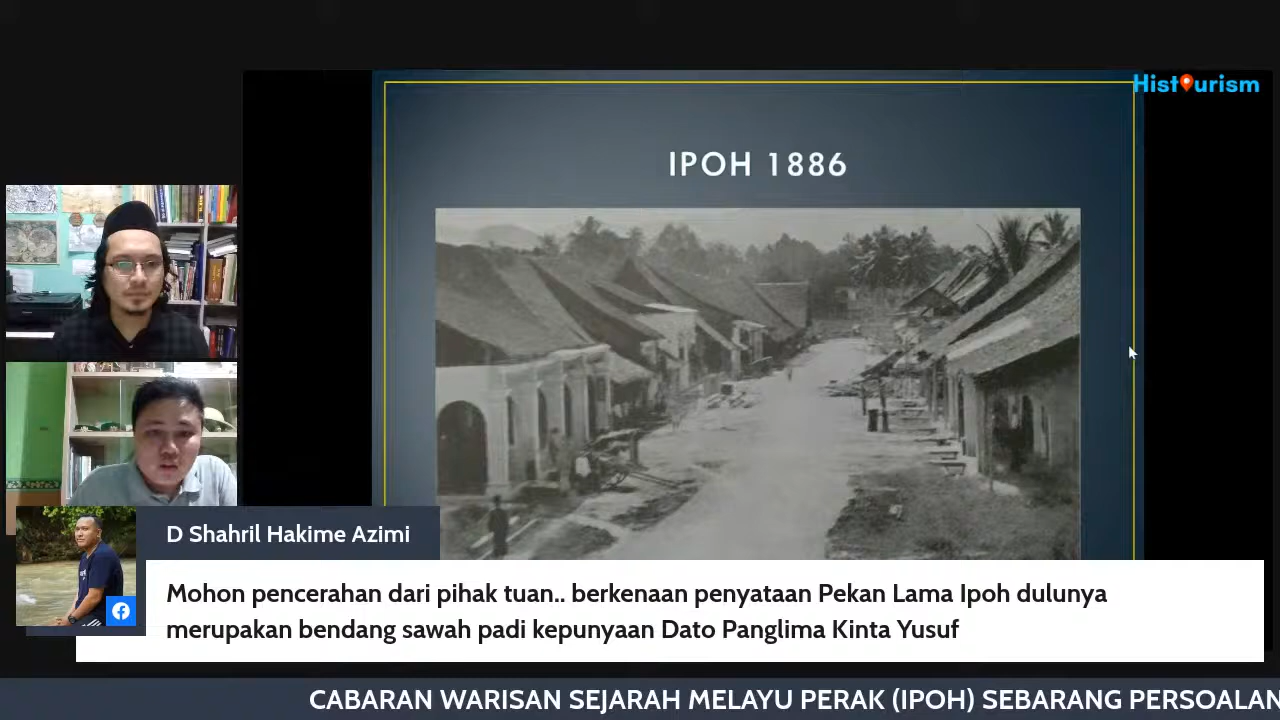 Histourism
IPOH 1886
D Shahril Hakime Azimi
Mohon pencerahan dari pihak tuan.. berkenaan penyataan Pekan Lama Ipoh dulunya
merupakan bendang sawah padi kepunyaan Dato Panglima Kinta Yusuf
CABARAN WARISAN SEJARAH MELAYU PERAK (IPOH) SEBARANG PERSOALAN